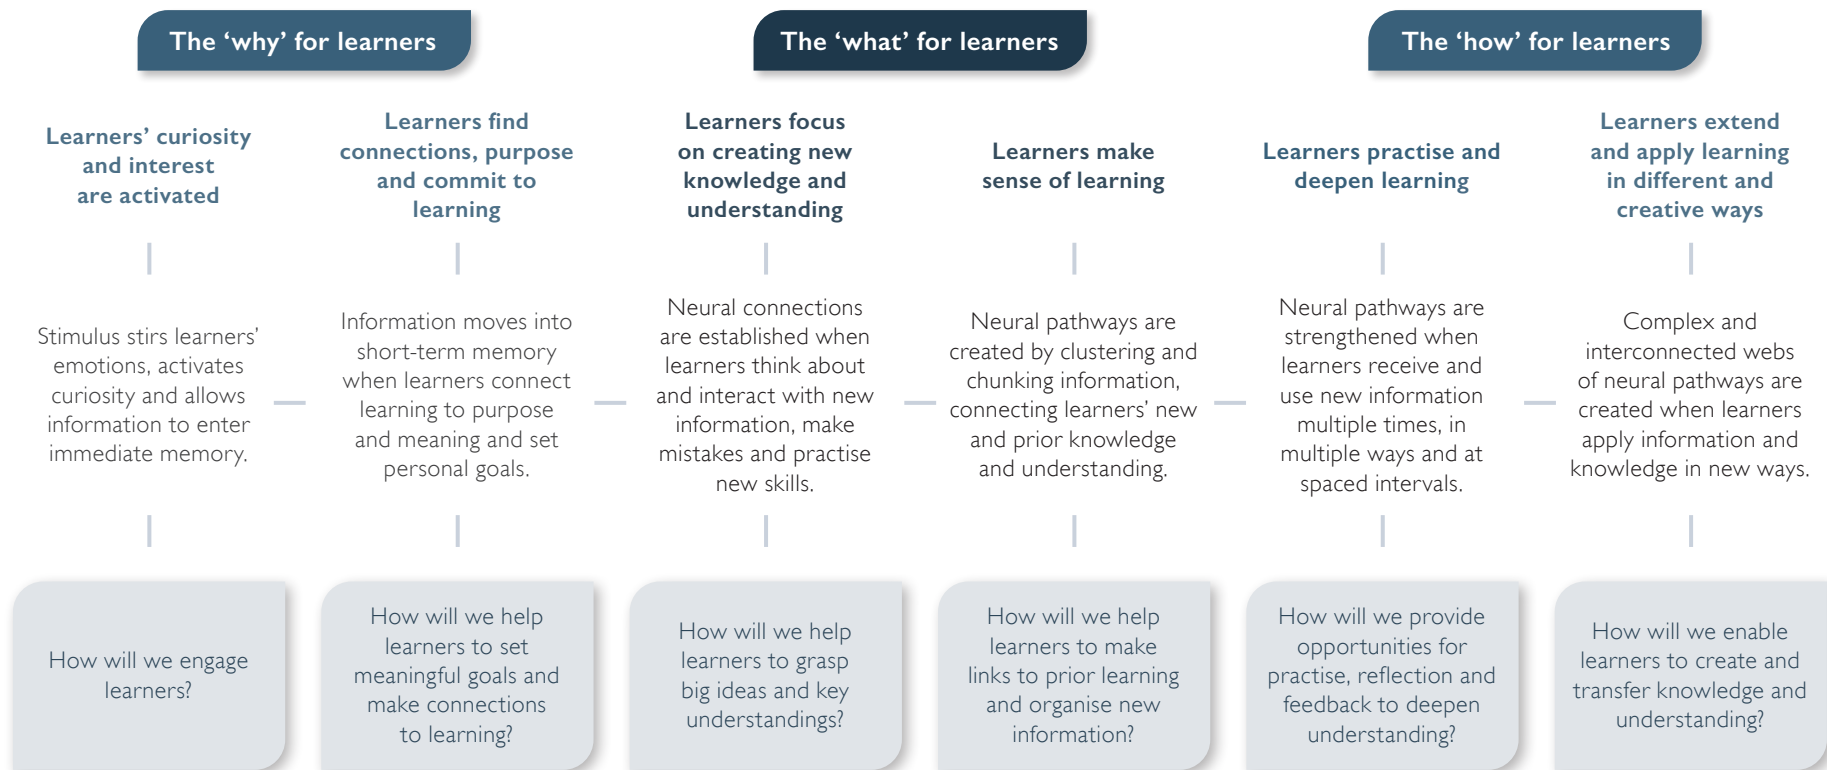 The ‘why’ for learners
The ‘what’ for learners
The ‘how’ for learners
Learners’ curiosity
and interest
are activated
Learners find
connections, purpose
and commit to
learning
Learners focus
on creating new
knowledge and
understanding
Learners make
sense of learning
Learners practise and
deepen learning
Learners extend
and apply learning
in different and
creative ways
Stimulus stirs learners’
emotions, activates
curiosity and allows
information to enter
immediate memory.
Information moves into
short-term memory
when learners connect
learning to purpose
and meaning and set
personal goals.
Neural connections
are established when
learners think about
and interact with new
information, make
mistakes and practise
new skills.
Neural pathways are
created by clustering and
chunking information,
connecting learners’ new
and prior knowledge
and understanding.
Neural pathways are
strengthened when
learners receive and
use new information
multiple times, in
multiple ways and at
spaced intervals.
Complex and
interconnected webs
of neural pathways are
created when learners
apply information and
knowledge in new ways.
How will we engage
learners?
How will we help
learners to set
meaningful goals and
make connections
to learning?
How will we help
learners to grasp
big ideas and key
understandings?
How will we help
learners to make
links to prior learning
and organise new
information?
How will we provide
opportunities for
practise, reflection and
feedback to deepen
understanding?
How will we enable
learners to create and
transfer knowledge and
understanding?